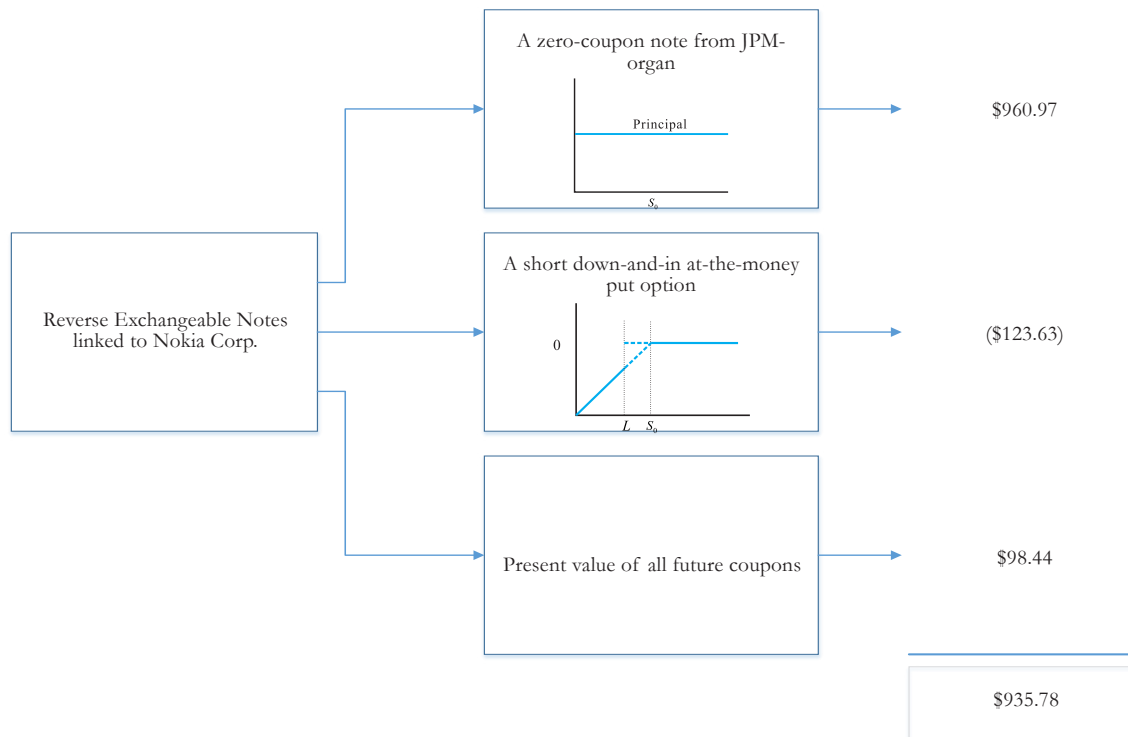 A zero-coupon note from JPM-
organ
Principal
S₀
$960.97
Reverse Exchangeable Notes
linked to Nokia Corp.
A short down-and-in at-the-money
put option
0
L S₀
($123.63)
Present value of all future coupons
$98.44
$935.78